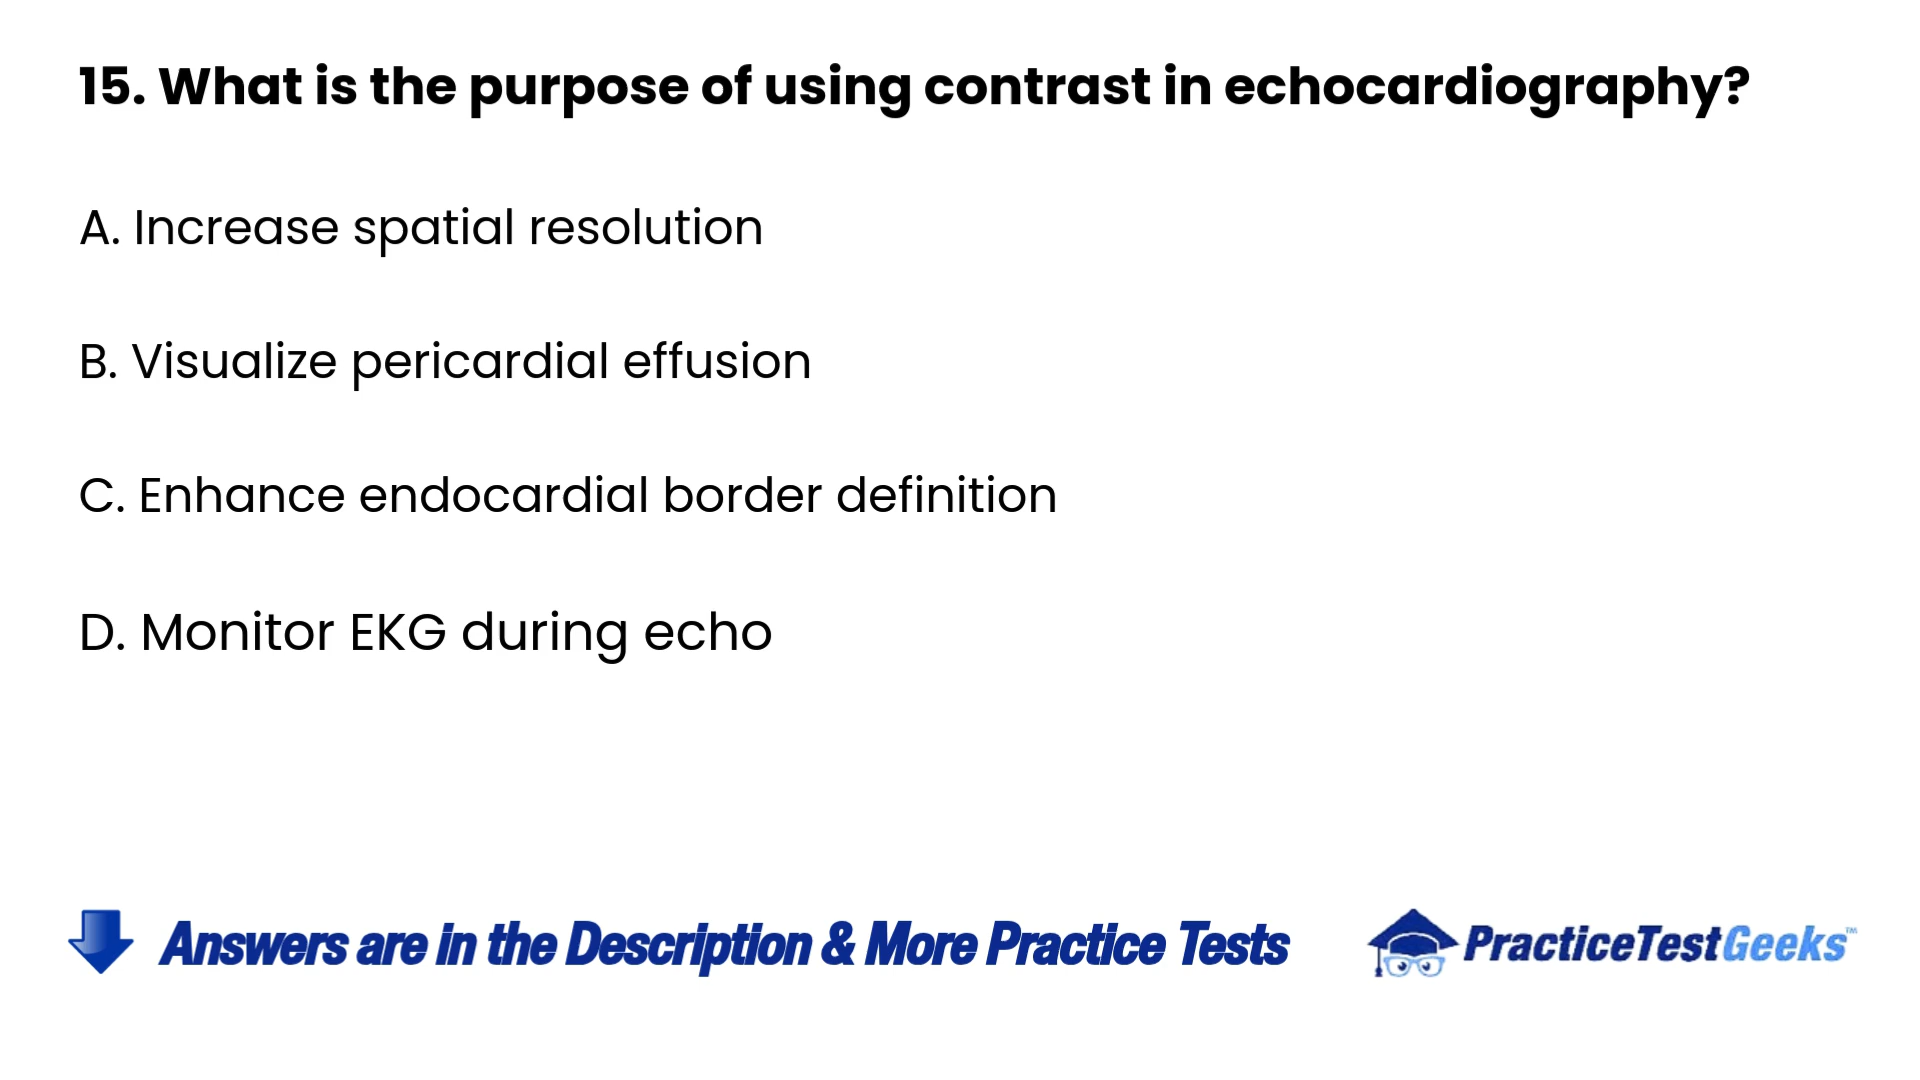 15. What is the purpose of using contrast in echocardiography?
A. Increase spatial resolution
B. Visualize pericardial effusion
C. Enhance endocardial border definition
D. Monitor EKG during echo
Answers are in the Description & More Practice Tests
PracticeTestGeeks™